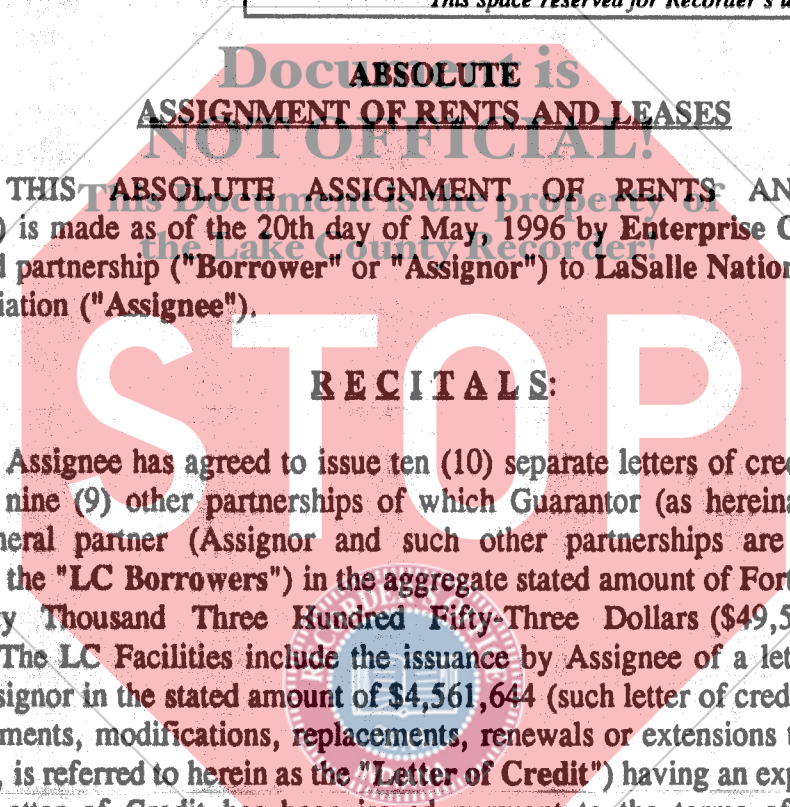 This space reserved for Recorder's u
Document is
ABSOLUTE
ASSIGNMENT OF RENTS AND LEASES
NOT OFFICIAL!
THIS ABSOLUTE ASSIGNMENT OF RENTS AN
This Document is the property of
) is made as of the 20th day of May, 1996 by Enterprise C
the Lake County Recorder!
d partnership ("Borrower" or "Assignor") to LaSalle Nation
iation ("Assignee").
STOP
RECITALS:
Assignee has agreed to issue ten (10) separate letters of cred
nine (9) other partnerships of which Guarantor (as hereina
neral partner (Assignor and such other partnerships are
the "LC Borrowers") in the aggregate stated amount of Fort
y Thousand Three Hundred Fifty-Three Dollars ($49,5
The LC Facilities include the issuance by Assignee of a let
signor in the stated amount of $4,561,644 (such letter of cred
ments, modifications, replacements, renewals or extensions t
, is referred to herein as the "Letter of Credit") having an exp